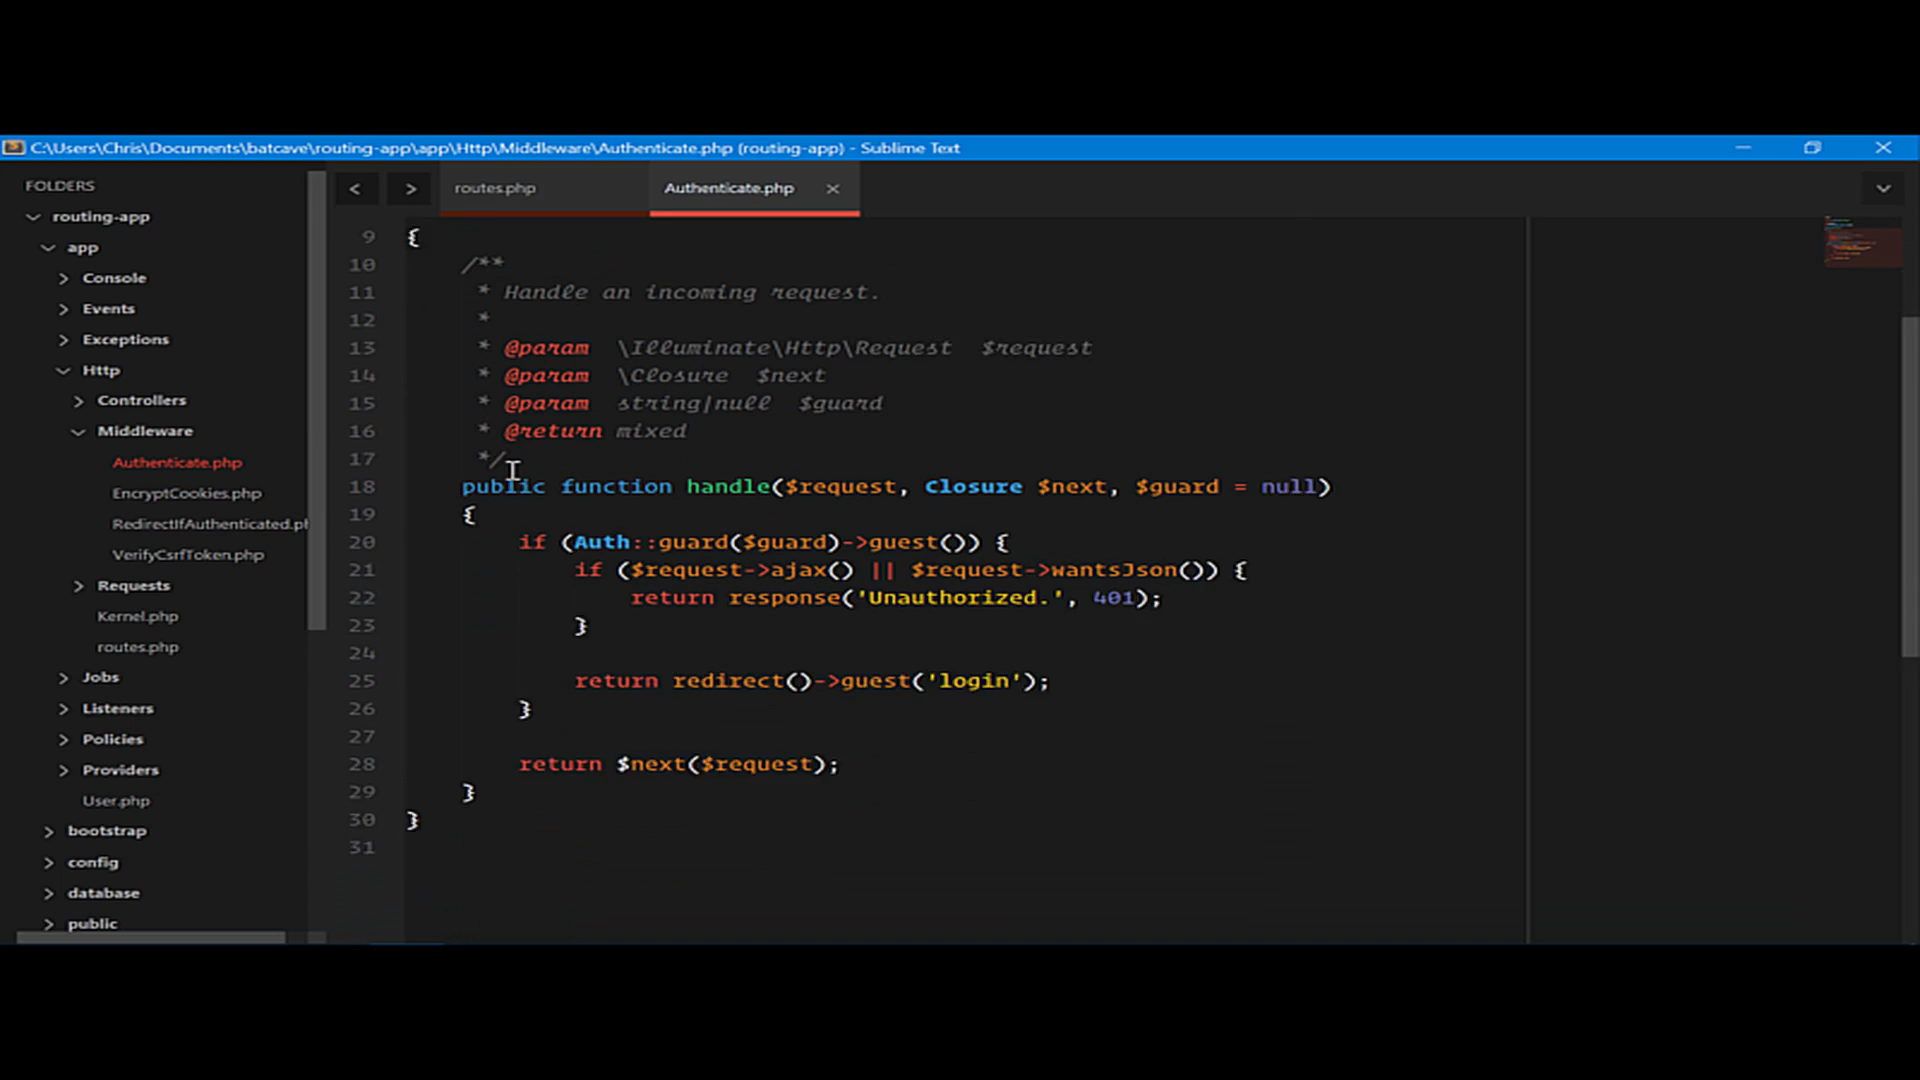 C:\Users\Chris\Documents\batcave\routing-app\app\Http\Middleware\Authenticate.php (routing-app) - Sublime Text
FOLDERS
routing-app
app
Console
Events
Exceptions
Http
Controllers
Middleware
Authenticate.php
EncryptCookies.php
RedirectIfAuthenticated.ph
VerifyCsrfToken.php
Requests
Kernel.php
routes.php
Jobs
Listeners
Policies
Providers
User.php
bootstrap
config
database
public
routes.php Authenticate.php
9 {
10 /**
11 * Handle an incoming request.
12 *
13 * @param \Illuminate\Http\Request $request
14 * @param \Closure $next
15 * @param string|null $guard
16 * @return mixed
17 */
18 public function handle($request, Closure $next, $guard = null)
19 {
20 if (Auth::guard($guard)->guest()) {
21 if ($request->ajax() || $request->wantsJson()) {
22 return response('Unauthorized.', 401);
23 }
24
25 return redirect()->guest('login');
26 }
27
28 return $next($request);
29 }
30 }
31